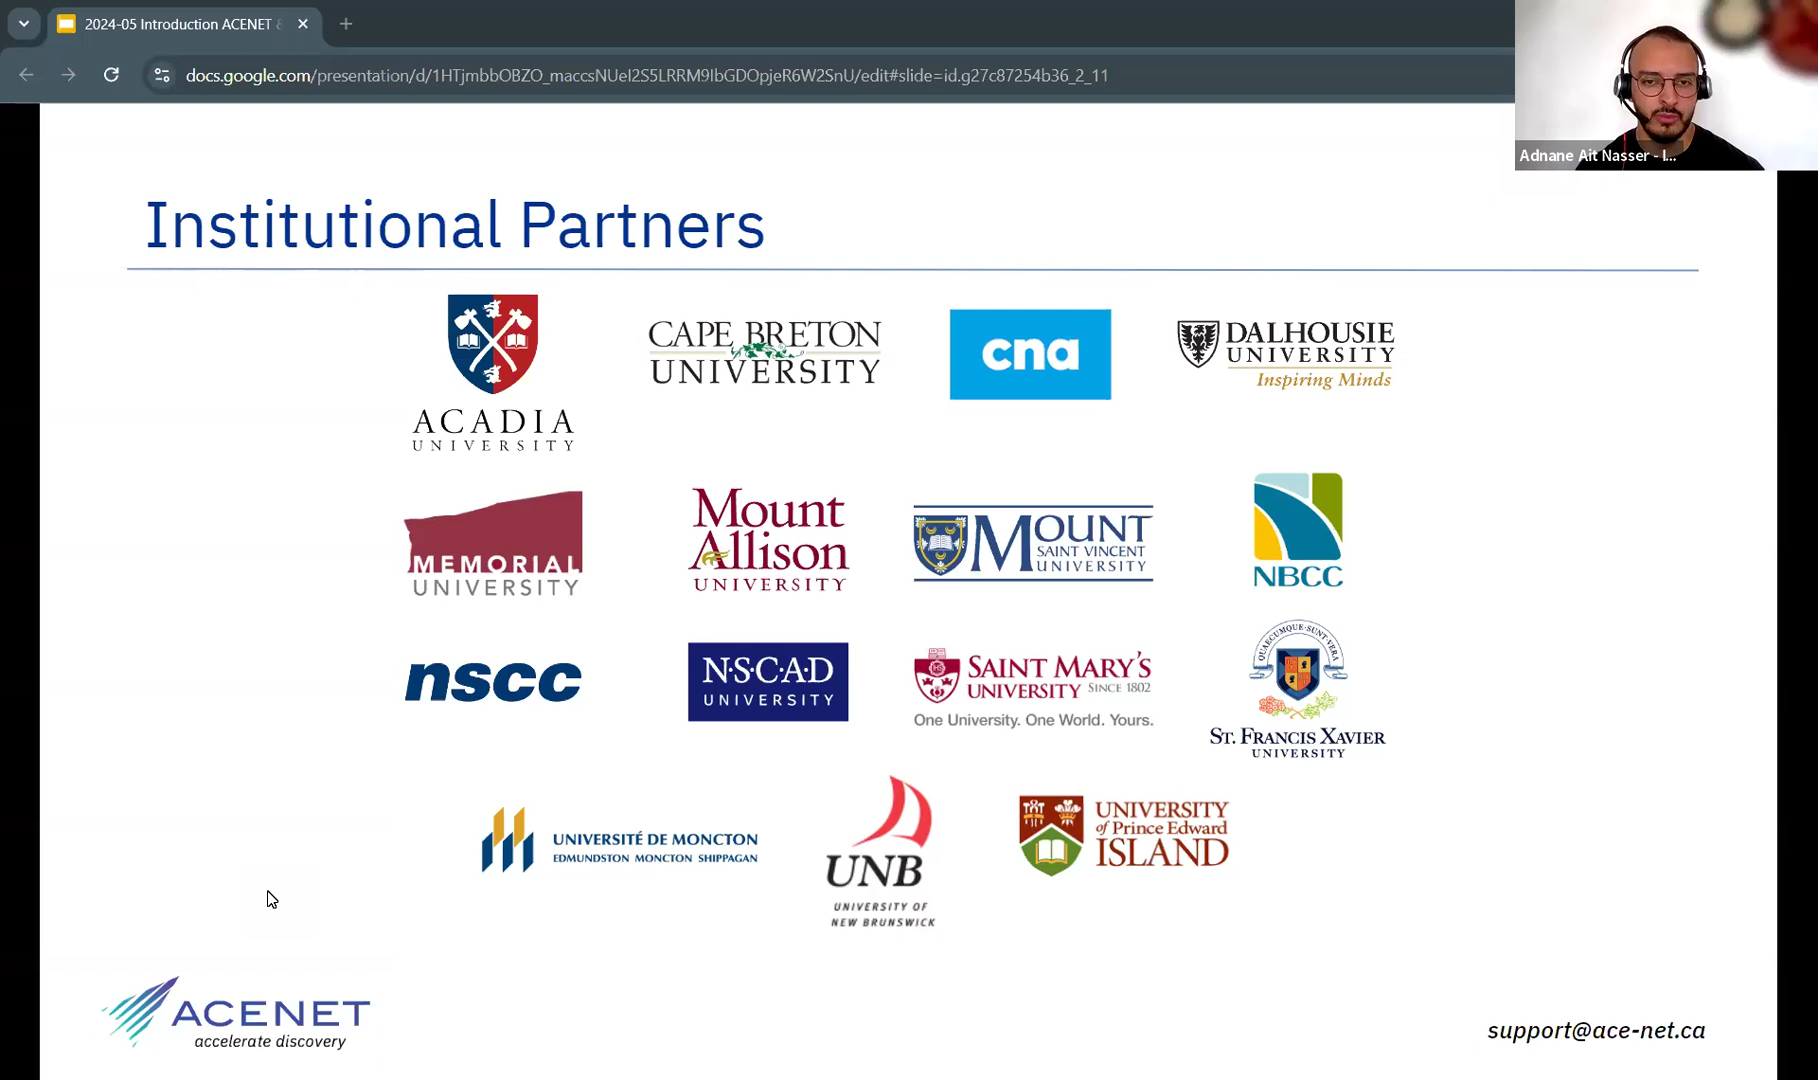 2024-05 Introduction ACENET &
docs.google.com/presentation/d/1HTjmbbOBZO_maccsNUeI2S5LRRM9IbGDOpjeR6W2SnU/edit#slide=id.g27c87254b36_2_11
Adnane Ait Nasser - I...
Institutional Partners
ACADIA
UNIVERSITY
CAPE BRETON
UNIVERSITY
cna
DALHOUSIE
UNIVERSITY
Inspiring Minds
MEMORIAL
UNIVERSITY
Mount
Allison
UNIVERSITY
MOUNT
SAINT VINCENT
UNIVERSITY
NBCC
nscc
N·S·C·A·D
UNIVERSITY
SAINT MARY'S
UNIVERSITY SINCE 1802
One University. One World. Yours.
QUAECUMQUE·SUNT·VERA
ST. FRANCIS XAVIER
UNIVERSITY
UNIVERSITÉ DE MONCTON
EDMUNDSTON MONCTON SHIPPAGAN
UNB
UNIVERSITY OF
NEW BRUNSWICK
UNIVERSITY
of Prince Edward
ISLAND
ACENET
accelerate discovery
support@ace-net.ca